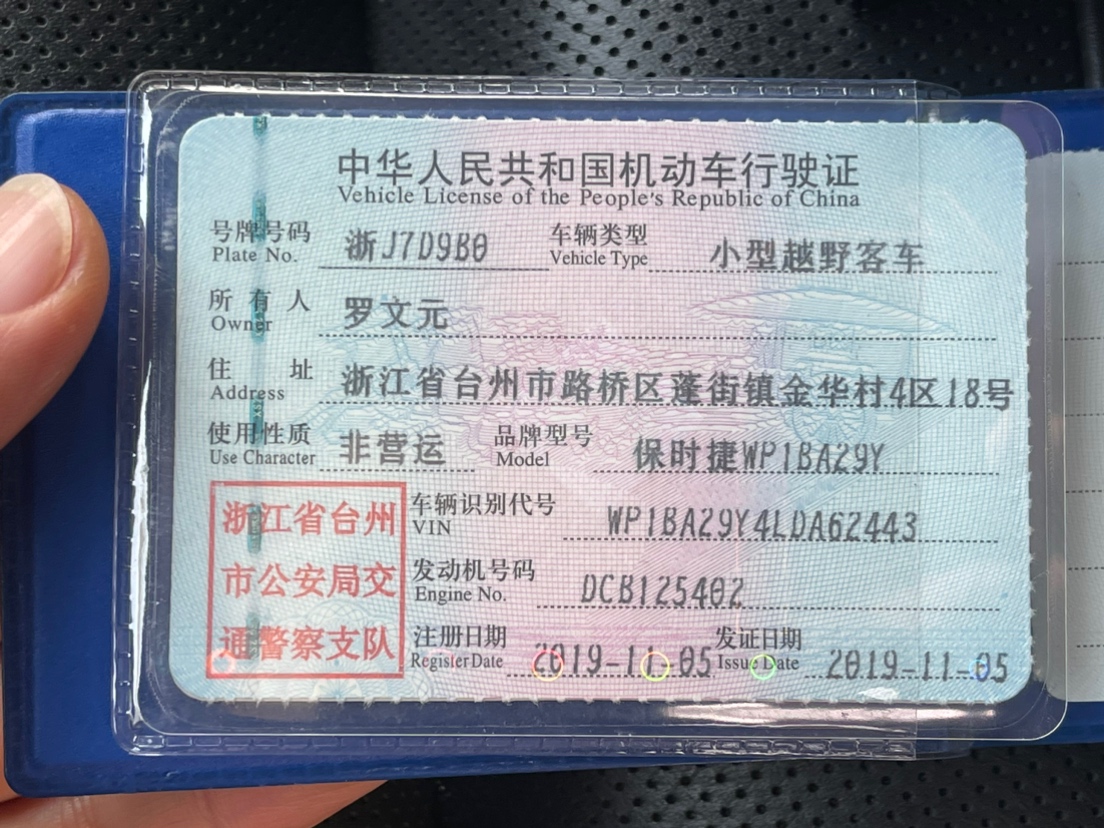 中华人民共和国机动车行驶证
Vehicle License of the People's Republic of China
号牌号码 浙J7D9B0 车辆类型 小型越野客车
Plate No. Vehicle Type
所有人 罗文元
Owner
住址 浙江省台州市路桥区蓬街镇金华村4区18号
Address
使用性质 非营运 品牌型号 保时捷WP1BA29Y
Use Character Model
浙江省台州 车辆识别代号 WP1BA29Y4LDA62443
VIN
市公安局交 发动机号码 DCB125402
Engine No.
通警察支队 注册日期 2019-11-05 发证日期 2019-11-05
Register Date Issue Date